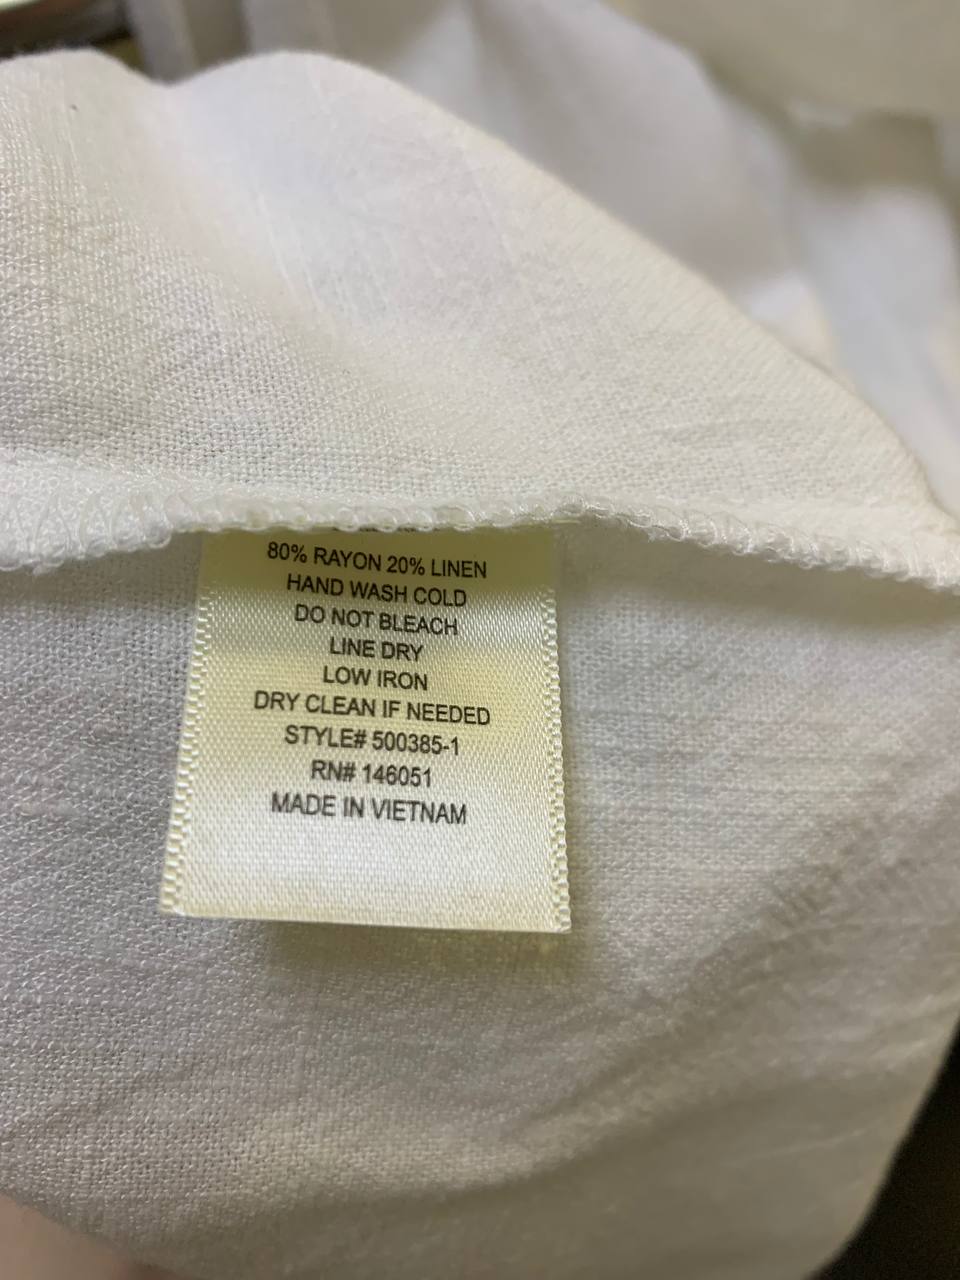 80% RAYON 20% LINEN
HAND WASH COLD
DO NOT BLEACH
LINE DRY
LOW IRON
DRY CLEAN IF NEEDED
STYLE# 500385-1
RN# 146051
MADE IN VIETNAM